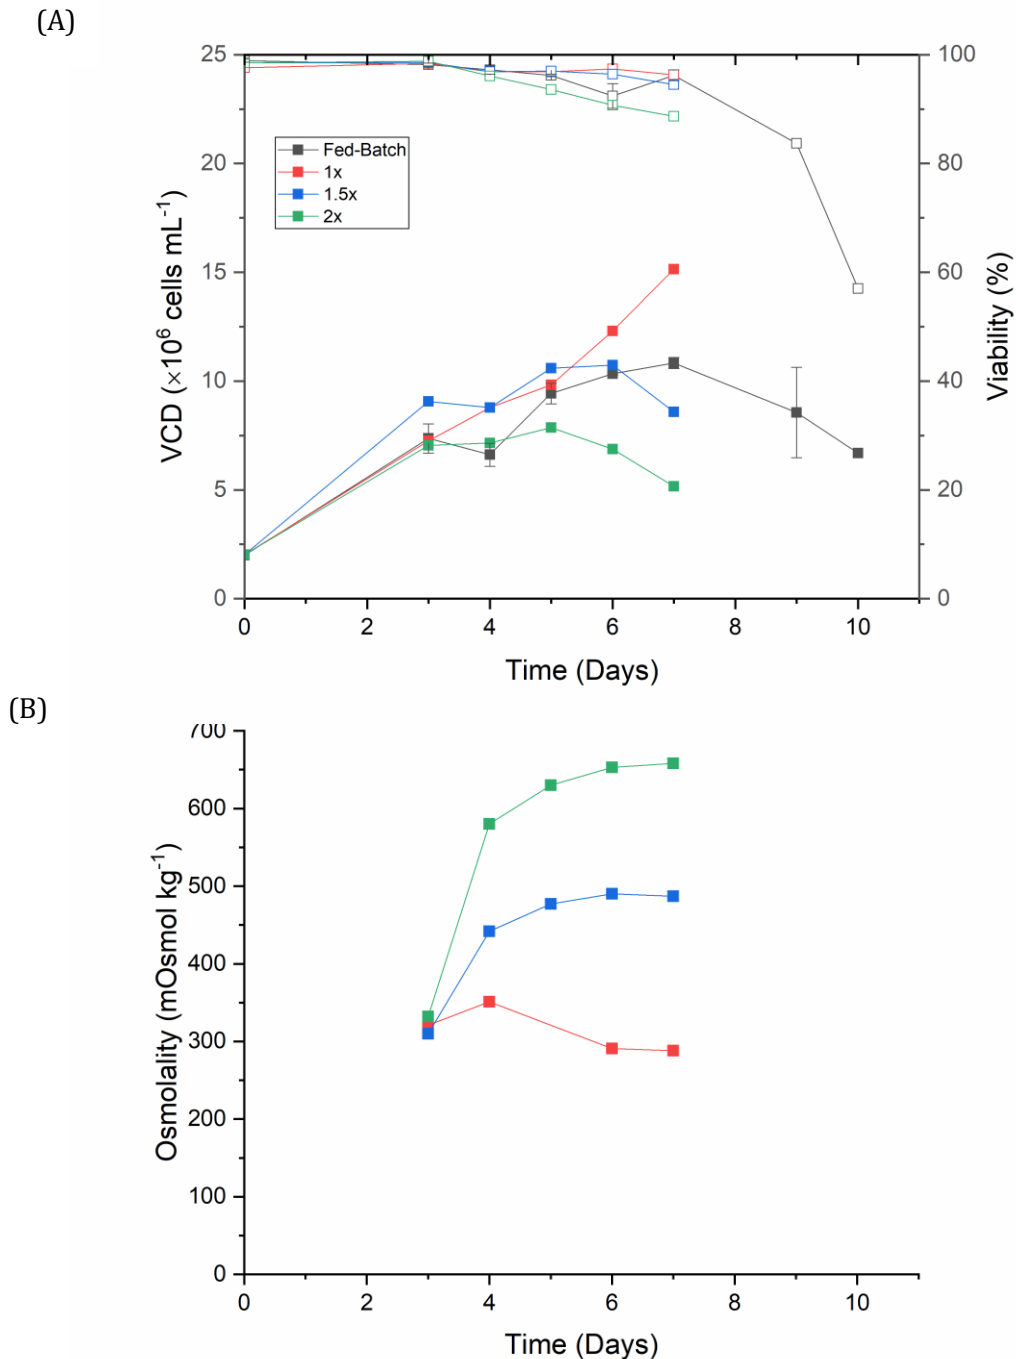 (A)
25
20
15
10
5
0
VCD (×10⁶ cells mL⁻¹)
Fed-Batch
1x
1.5x
2x
100
80
60
40
20
0
Viability (%)
0 2 4 6 8 10
Time (Days)
(B)
700
600
500
400
300
200
100
0
Osmolality (mOsmol kg⁻¹)
0 2 4 6 8 10
Time (Days)